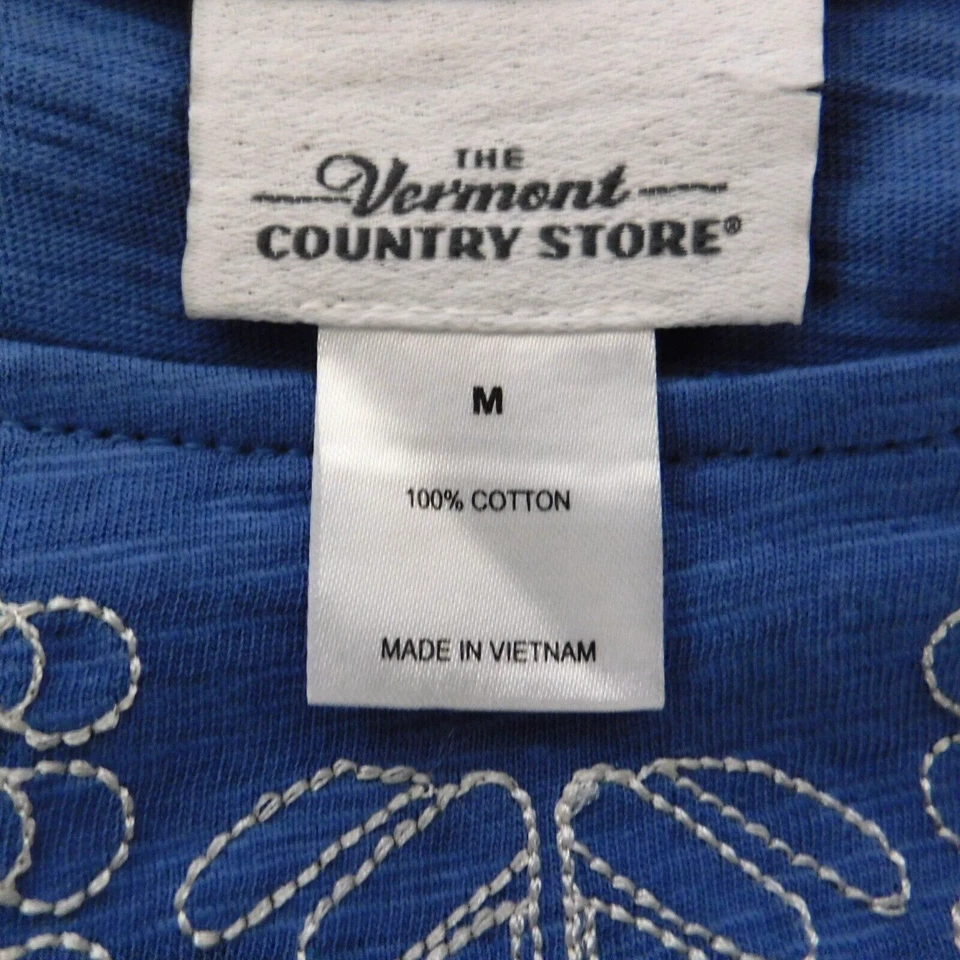 THE
Vermont
COUNTRY STORE®
M
100% COTTON
MADE IN VIETNAM